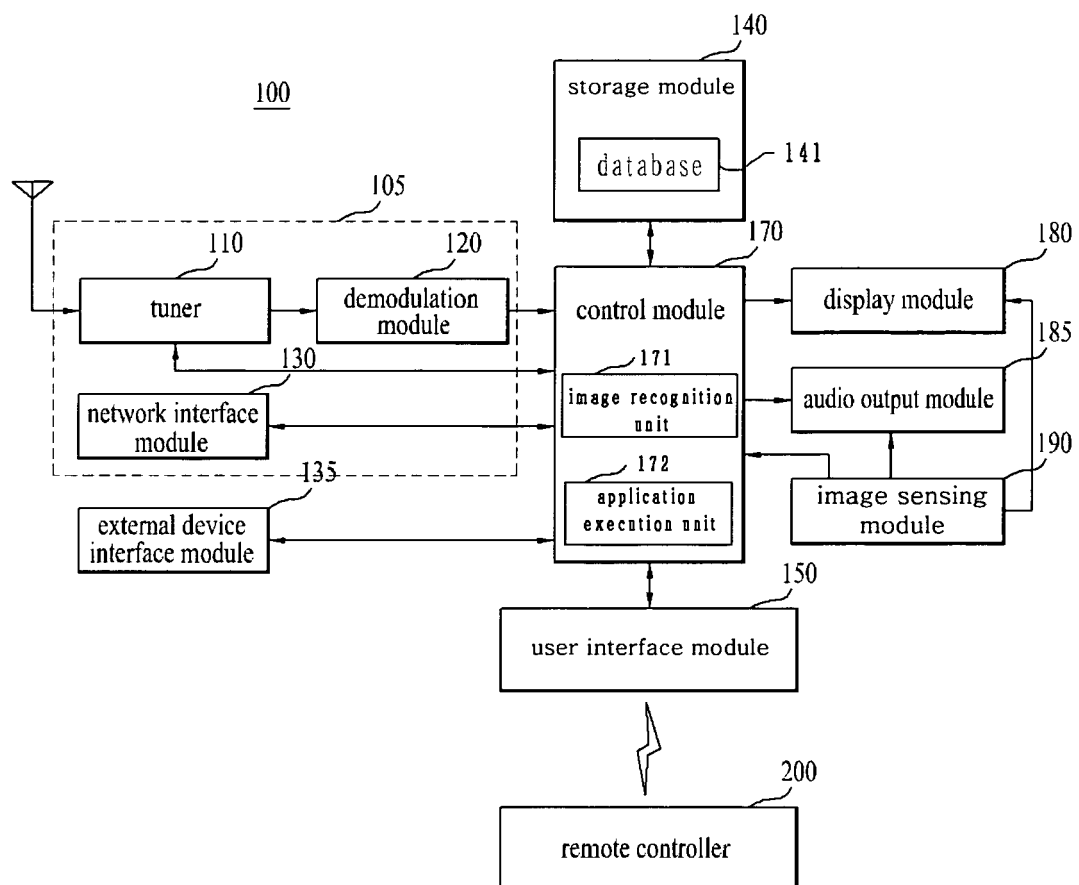 140
storage module
100
database
141
105
110
120
170
180
tuner
demodulation
module
control module
display module
185
130
171
network interface
module
image recognition
unit
audio output module
135
172
190
external device
interface module
application
execution unit
image sensing
module
150
user interface module
200
remote controller